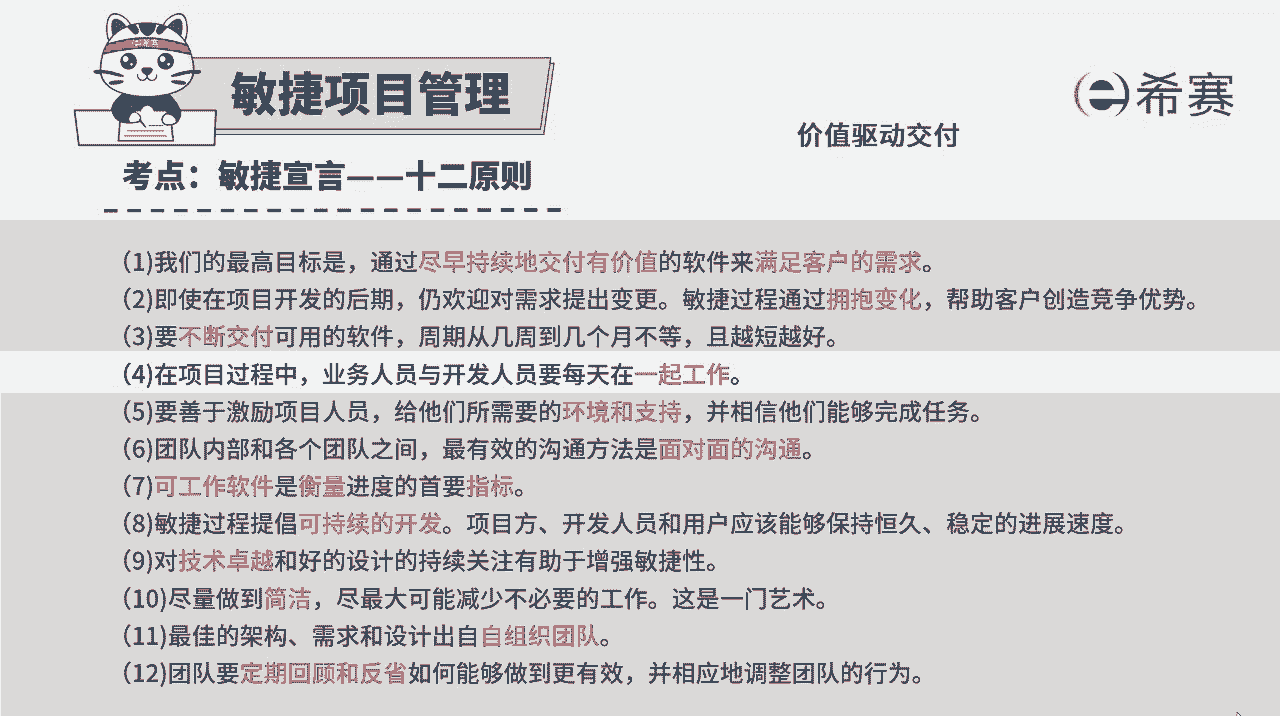 敏捷项目管理
希赛
价值驱动交付
考点：敏捷宣言——十二原则
(1)我们的最高目标是，通过尽早持续地交付有价值的软件来满足客户的需求。
(2)即使在项目开发的后期，仍欢迎对需求提出变更。敏捷过程通过拥抱变化，帮助客户创造竞争优势。
(3)要不断交付可用的软件，周期从几周到几个月不等，且越短越好。
(4)在项目过程中，业务人员与开发人员要每天在一起工作。
(5)要善于激励项目人员，给他们所需要的环境和支持，并相信他们能够完成任务。
(6)团队内部和各个团队之间，最有效的沟通方法是面对面的沟通。
(7)可工作软件是衡量进度的首要指标。
(8)敏捷过程提倡可持续的开发。项目方、开发人员和用户应该能够保持恒久、稳定的进展速度。
(9)对技术卓越和好的设计的持续关注有助于增强敏捷性。
(10)尽量做到简洁，尽最大可能减少不必要的工作。这是一门艺术。
(11)最佳的架构、需求和设计出自自组织团队。
(12)团队要定期回顾和反省如何能够做到更有效，并相应地调整团队的行为。